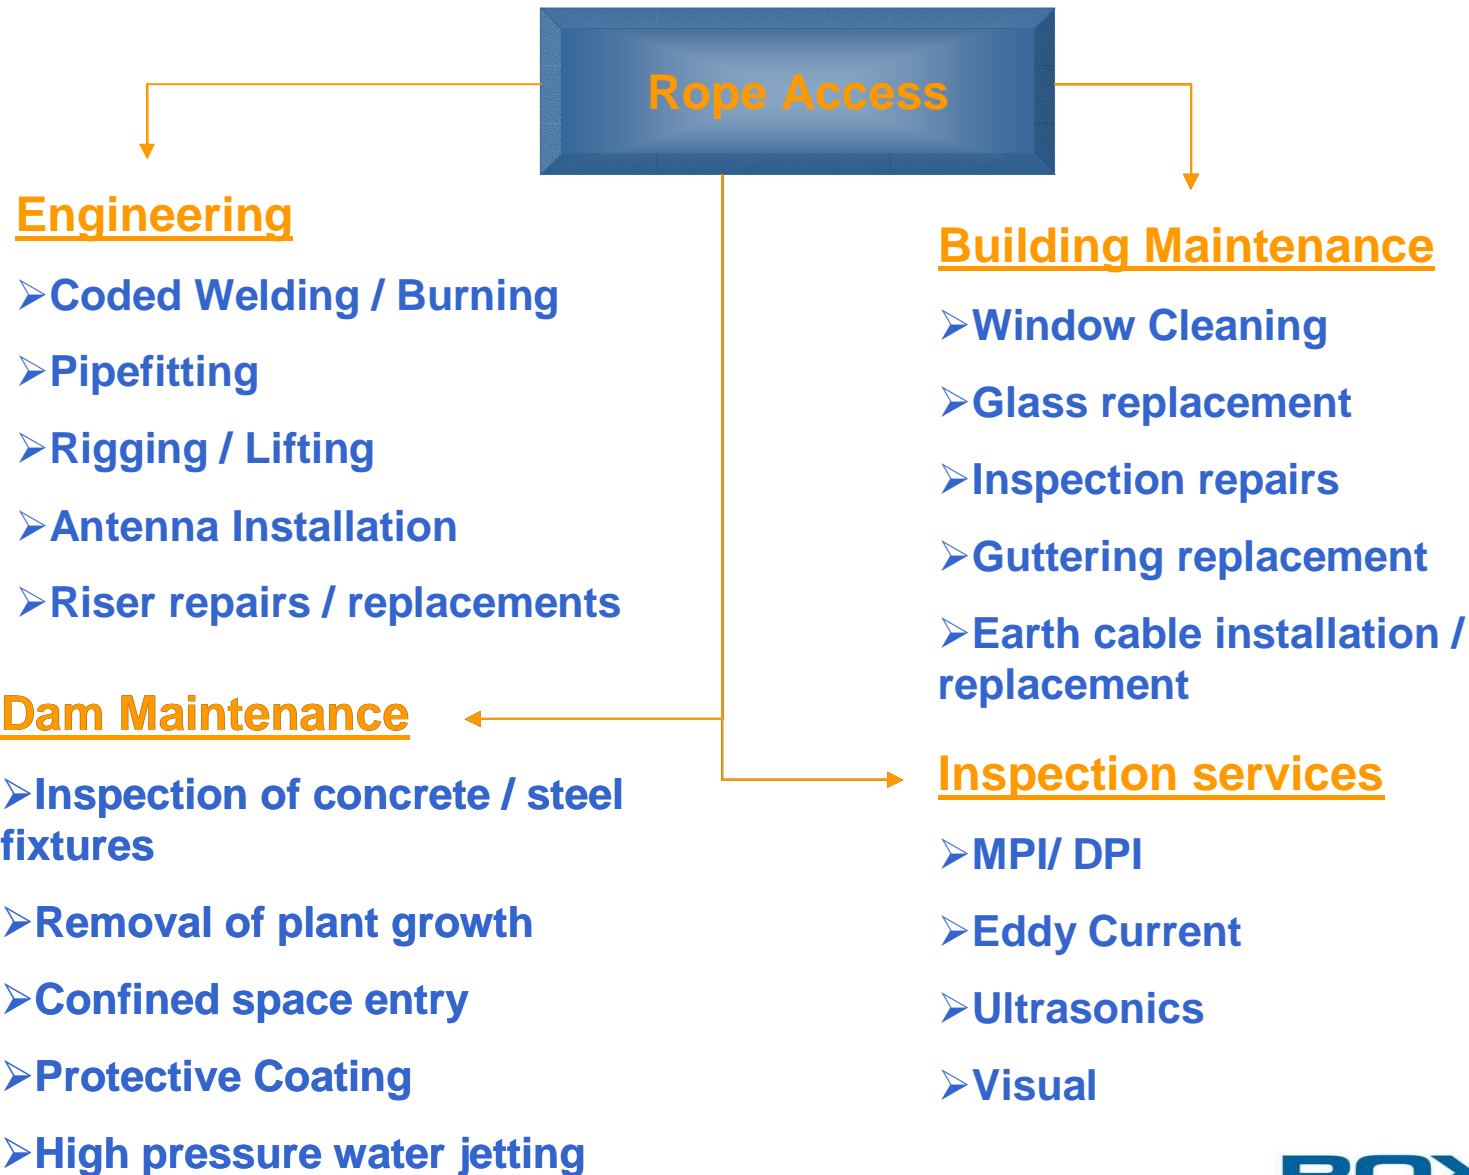 Rope Access
Engineering
➢Coded Welding / Burning
➢Pipefitting
➢Rigging / Lifting
➢Antenna Installation
➢Riser repairs / replacements
Dam Maintenance
➢Inspection of concrete / steel
fixtures
➢Removal of plant growth
➢Confined space entry
➢Protective Coating
➢High pressure water jetting
Building Maintenance
➢Window Cleaning
➢Glass replacement
➢Inspection repairs
➢Guttering replacement
➢Earth cable installation /
replacement
Inspection services
➢MPI/ DPI
➢Eddy Current
➢Ultrasonics
➢Visual